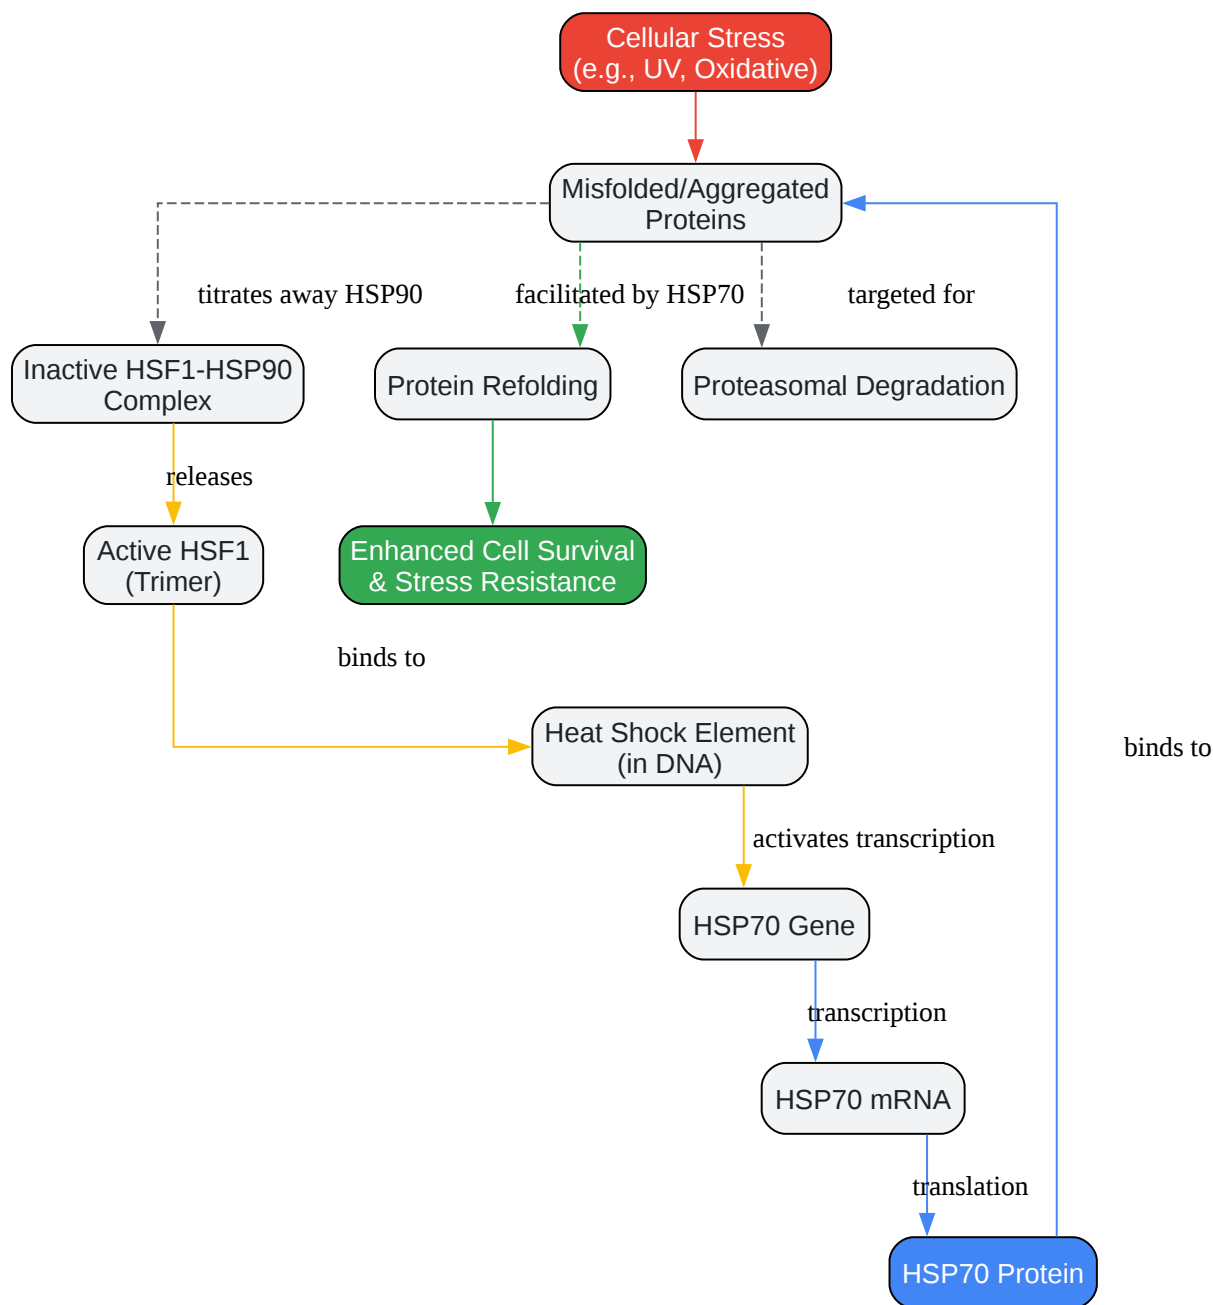 Cellular Stress
(e.g., UV, Oxidative)
Misfolded/Aggregated
Proteins
titrates away HSP90
facilitated by HSP70
targeted for
Inactive HSF1-HSP90
Complex
Protein Refolding
Proteasomal Degradation
releases
Active HSF1
(Trimer)
Enhanced Cell Survival
& Stress Resistance
binds to
Heat Shock Element
(in DNA)
binds to
activates transcription
HSP70 Gene
transcription
HSP70 mRNA
translation
HSP70 Protein